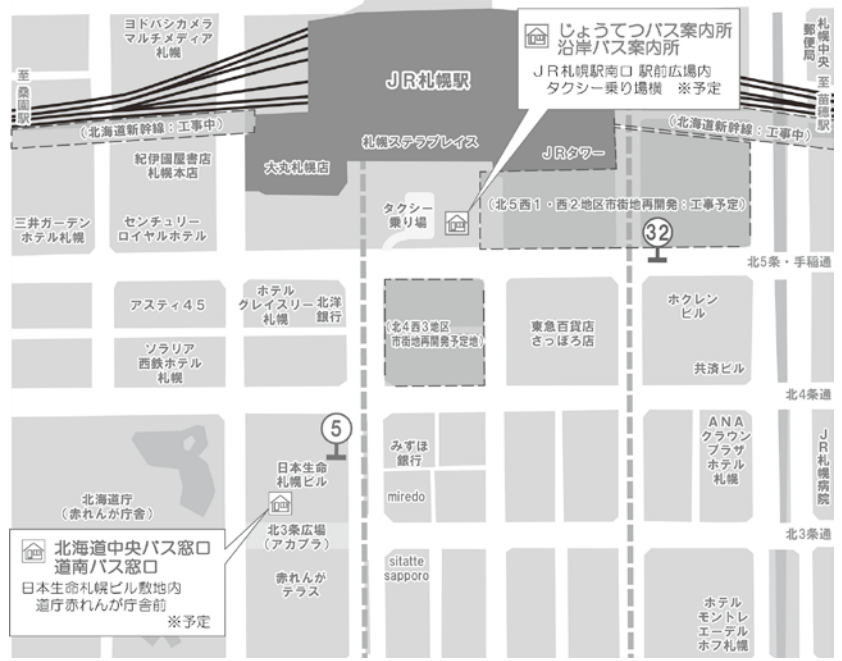 ヨドバシカメラ
マルチメディア
札幌
JR札幌駅
じょうてつバス案内所
沿岸バス案内所
JR札幌駅南口 駅前広場内
タクシー乗り場横 ※予定
札幌中央
郵便局
至 桑園駅
至 苗穂駅
(北海道新幹線:工事中)
(北海道新幹線:工事中)
紀伊國屋書店
札幌本店
大丸札幌店
札幌ステラプレイス
JRタワー
三井ガーデン
ホテル札幌
センチュリー
ロイヤルホテル
タクシー
乗り場
(北5西1・西2地区市街地再開発:工事予定)
32
北5条・手稲通
アスティ45
ホテル
グレイスリー
札幌
北洋
銀行
(北4西3地区
市街地再開発予定地)
東急百貨店
さっぽろ店
ホクレン
ビル
ソラリア
西鉄ホテル
札幌
共済ビル
北4条通
5
日本生命
札幌ビル
みずほ
銀行
miredo
ANA
クラウン
プラザ
ホテル
札幌
JR札幌病院
北海道庁
(赤れんが庁舎)
北3条広場
(アカプラ)
北3条通
北海道中央バス窓口
道南バス窓口
日本生命札幌ビル敷地内
道庁赤れんが庁舎前
※予定
赤れんが
テラス
sitatte
sapporo
ホテル
モントレ
エーデル
ホフ札幌